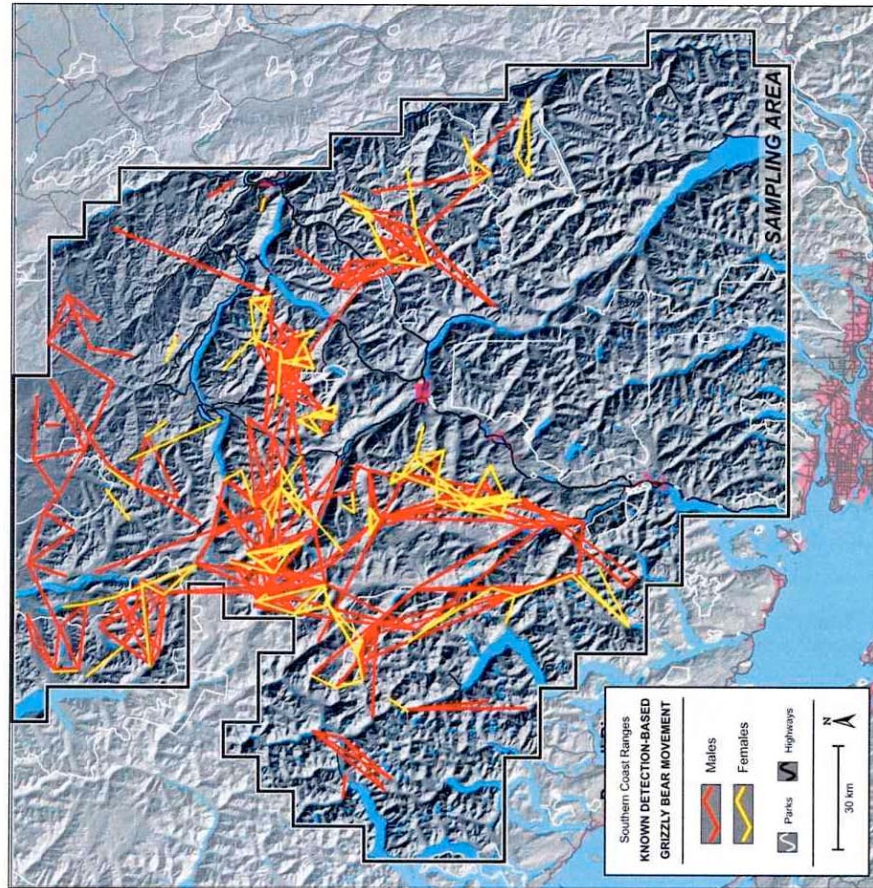 SAMPLING AREA
Southern Coast Ranges
KNOWN DETECTION-BASED
GRIZZLY BEAR MOVEMENT
Males
Females
Parks
Highways
30 km
N